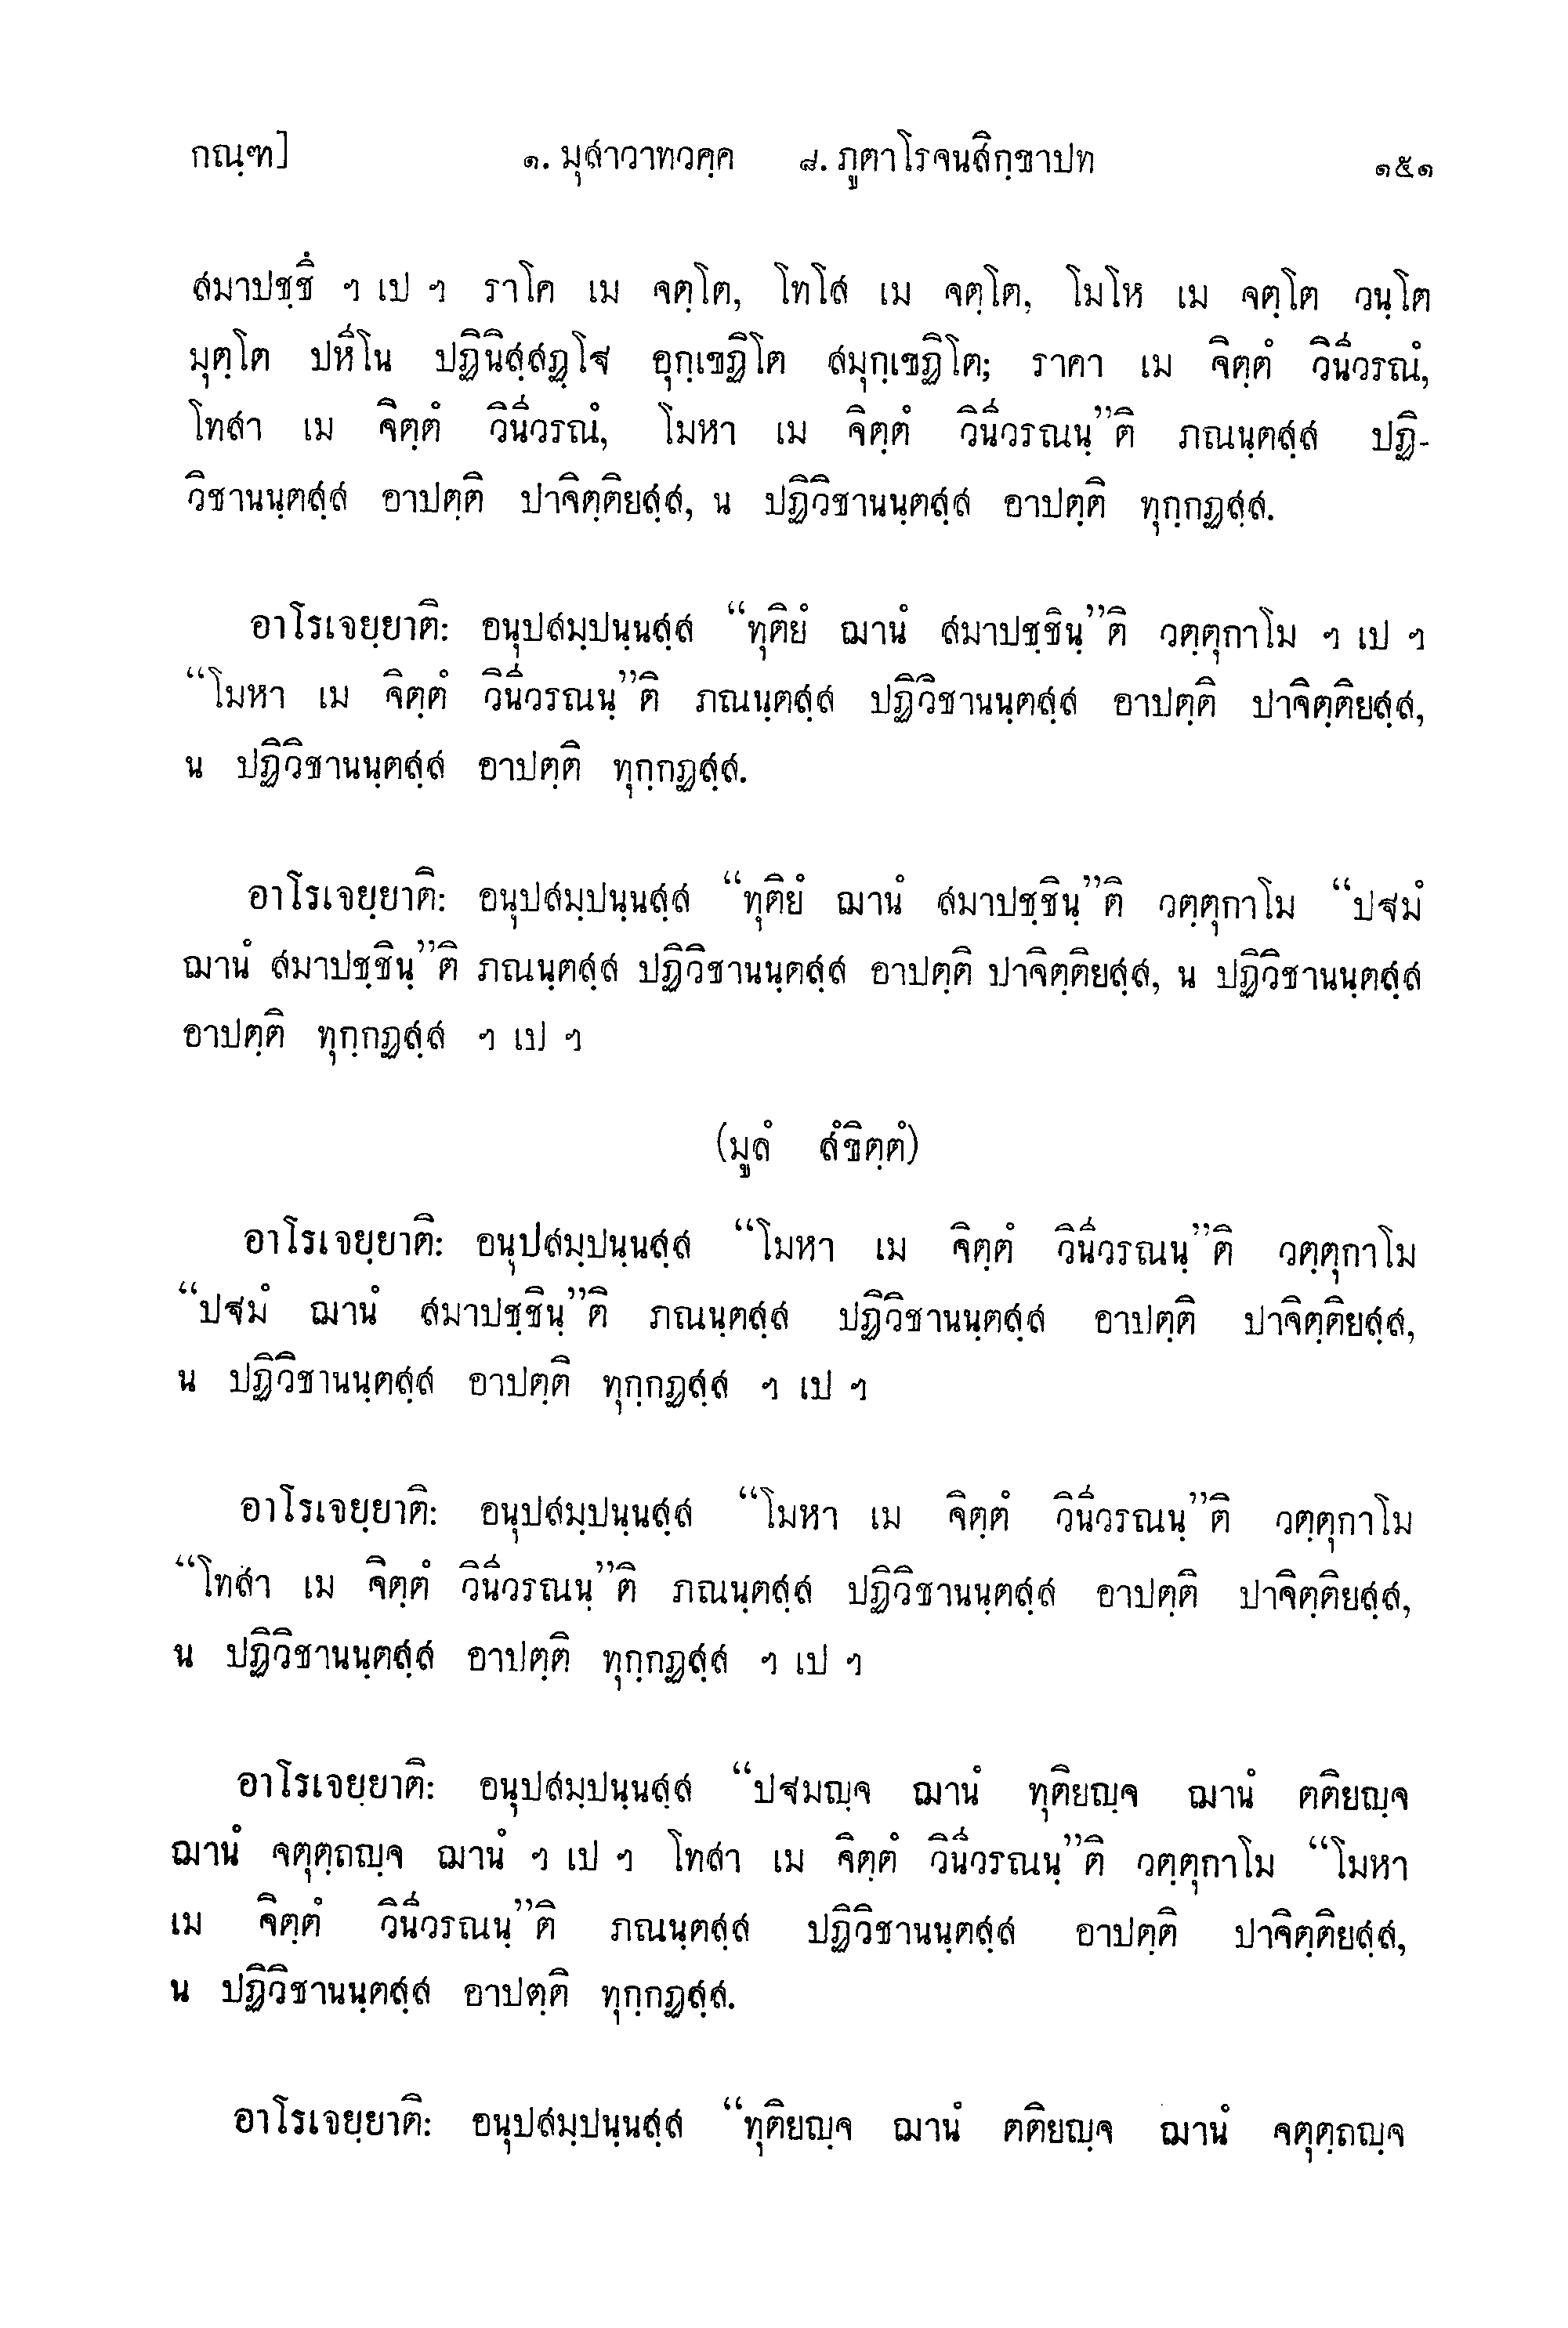 กณฺฑ] ๑. มุสาวาทวคฺค ๘. ภูตาโรจนสิกฺขาปท ๑๕๑
สมาปชฺชึ ฯ เป ฯ ราโค เม จตฺโต, โทโส เม จตฺโต, โมโห เม จตฺโต วนฺโต
มุตฺโต ปหีโน ปฏินิสฺสฏฺโฐ อุกฺเขฏิโต สมุกฺเขฏิโต; ราคา เม จิตฺตํ วินีวรณํ,
โทสา เม จิตฺตํ วินีวรณํ, โมหา เม จิตฺตํ วินีวรณนฺ”ติ ภณนฺตสฺส ปฏิ-
วิชานนฺตสฺส อาปตฺติ ปาจิตฺติยสฺส, น ปฏิวิชานนฺตสฺส อาปตฺติ ทุกฺกฏสฺส.
อาโรเจยฺยาติ: อนุปสมฺปนฺนสฺส “ทุติยํ ฌานํ สมาปชฺชินฺ”ติ วตฺตุกาโม ฯ เป ฯ
“โมหา เม จิตฺตํ วินีวรณนฺ”ติ ภณนฺตสฺส ปฏิวิชานนฺตสฺส อาปตฺติ ปาจิตฺติยสฺส,
น ปฏิวิชานนฺตสฺส อาปตฺติ ทุกฺกฏสฺส.
อาโรเจยฺยาติ: อนุปสมฺปนฺนสฺส “ทุติยํ ฌานํ สมาปชฺชินฺ”ติ วตฺตุกาโม “ปฐมํ
ฌานํ สมาปชฺชินฺ”ติ ภณนฺตสฺส ปฏิวิชานนฺตสฺส อาปตฺติ ปาจิตฺติยสฺส, น ปฏิวิชานนฺตสฺส
อาปตฺติ ทุกฺกฏสฺส ฯ เป ฯ
(มูลํ สํขิตฺตํ)
อาโรเจยฺยาติ: อนุปสมฺปนฺนสฺส “โมหา เม จิตฺตํ วินีวรณนฺ”ติ วตฺตุกาโม
“ปฐมํ ฌานํ สมาปชฺชินฺ”ติ ภณนฺตสฺส ปฏิวิชานนฺตสฺส อาปตฺติ ปาจิตฺติยสฺส,
น ปฏิวิชานนฺตสฺส อาปตฺติ ทุกฺกฏสฺส ฯ เป ฯ
อาโรเจยฺยาติ: อนุปสมฺปนฺนสฺส “โมหา เม จิตฺตํ วินีวรณนฺ”ติ วตฺตุกาโม
“โทสา เม จิตฺตํ วินีวรณนฺ”ติ ภณนฺตสฺส ปฏิวิชานนฺตสฺส อาปตฺติ ปาจิตฺติยสฺส,
น ปฏิวิชานนฺตสฺส อาปตฺติ ทุกฺกฏสฺส ฯ เป ฯ
อาโรเจยฺยาติ: อนุปสมฺปนฺนสฺส “ปฐมญฺจ ฌานํ ทุติยญฺจ ฌานํ ตติยญฺจ
ฌานํ จตุตฺถญฺจ ฌานํ ฯ เป ฯ โทสา เม จิตฺตํ วินีวรณนฺ”ติ วตฺตุกาโม “โมหา
เม จิตฺตํ วินีวรณนฺ”ติ ภณนฺตสฺส ปฏิวิชานนฺตสฺส อาปตฺติ ปาจิตฺติยสฺส,
น ปฏิวิชานนฺตสฺส อาปตฺติ ทุกฺกฏสฺส.
อาโรเจยฺยาติ: อนุปสมฺปนฺนสฺส “ทุติยญฺจ ฌานํ ตติยญฺจ ฌานํ จตุตฺถญฺจ